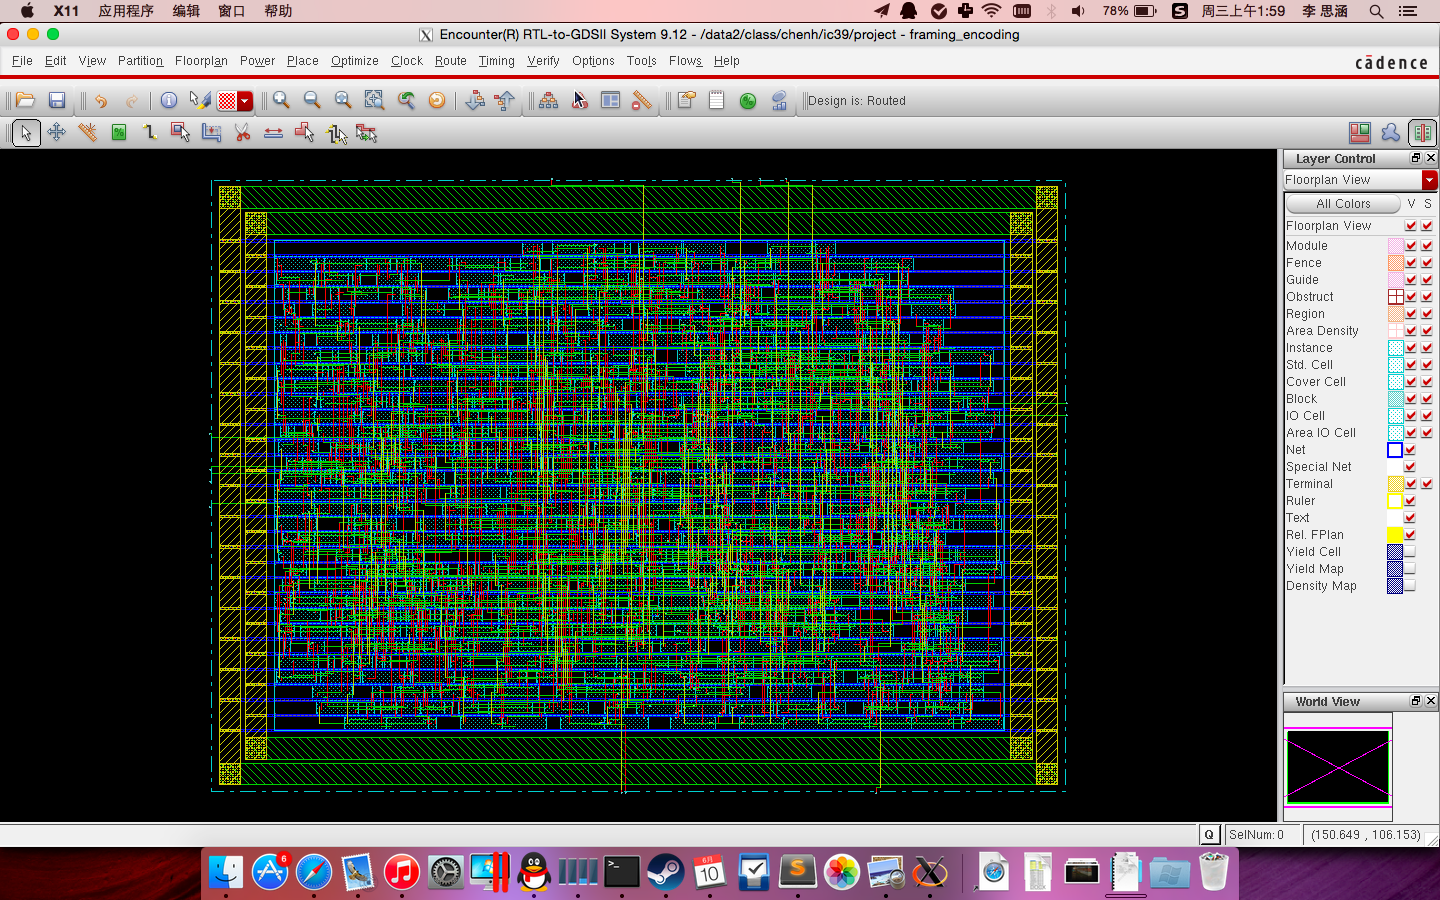 X11 应用程序 编辑 窗口 帮助 78% 周三上午1:59 李 思涵
Encounter(R) RTL-to-GDSII System 9.12 - /data2/class/chenh/ic39/project - framing_encoding
File Edit View Partition Floorplan Power Place Optimize Clock Route Timing Verify Options Tools Flows Help
cādence
Design is: Routed
Layer Control
Floorplan View
All Colors V S
Floorplan View
Module
Fence
Guide
Obstruct
Region
Area Density
Instance
Std. Cell
Cover Cell
Block
IO Cell
Area IO Cell
Net
Special Net
Terminal
Ruler
Text
Rel. FPlan
Yield Cell
Yield Map
Density Map
World View
Q SelNum: 0 (150.649 , 106.153)
6
6月
10